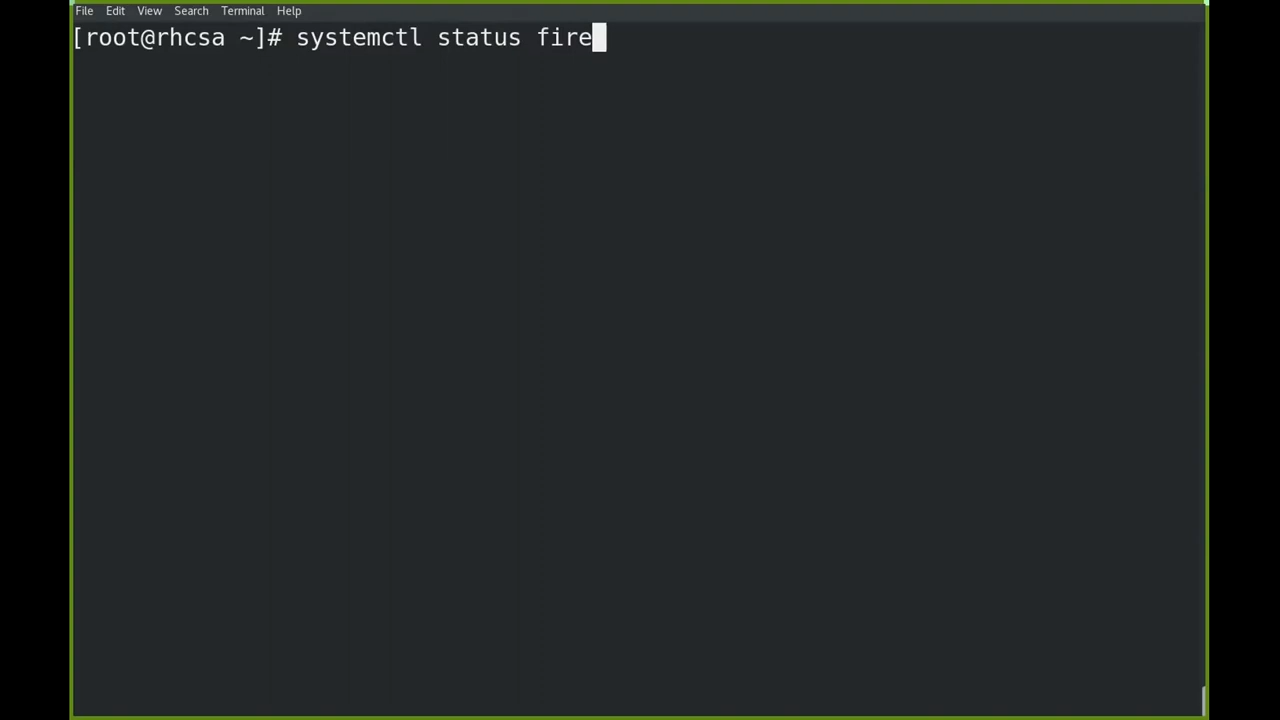 File Edit View Search Terminal Help
[root@rhcsa ~]# systemctl status fire